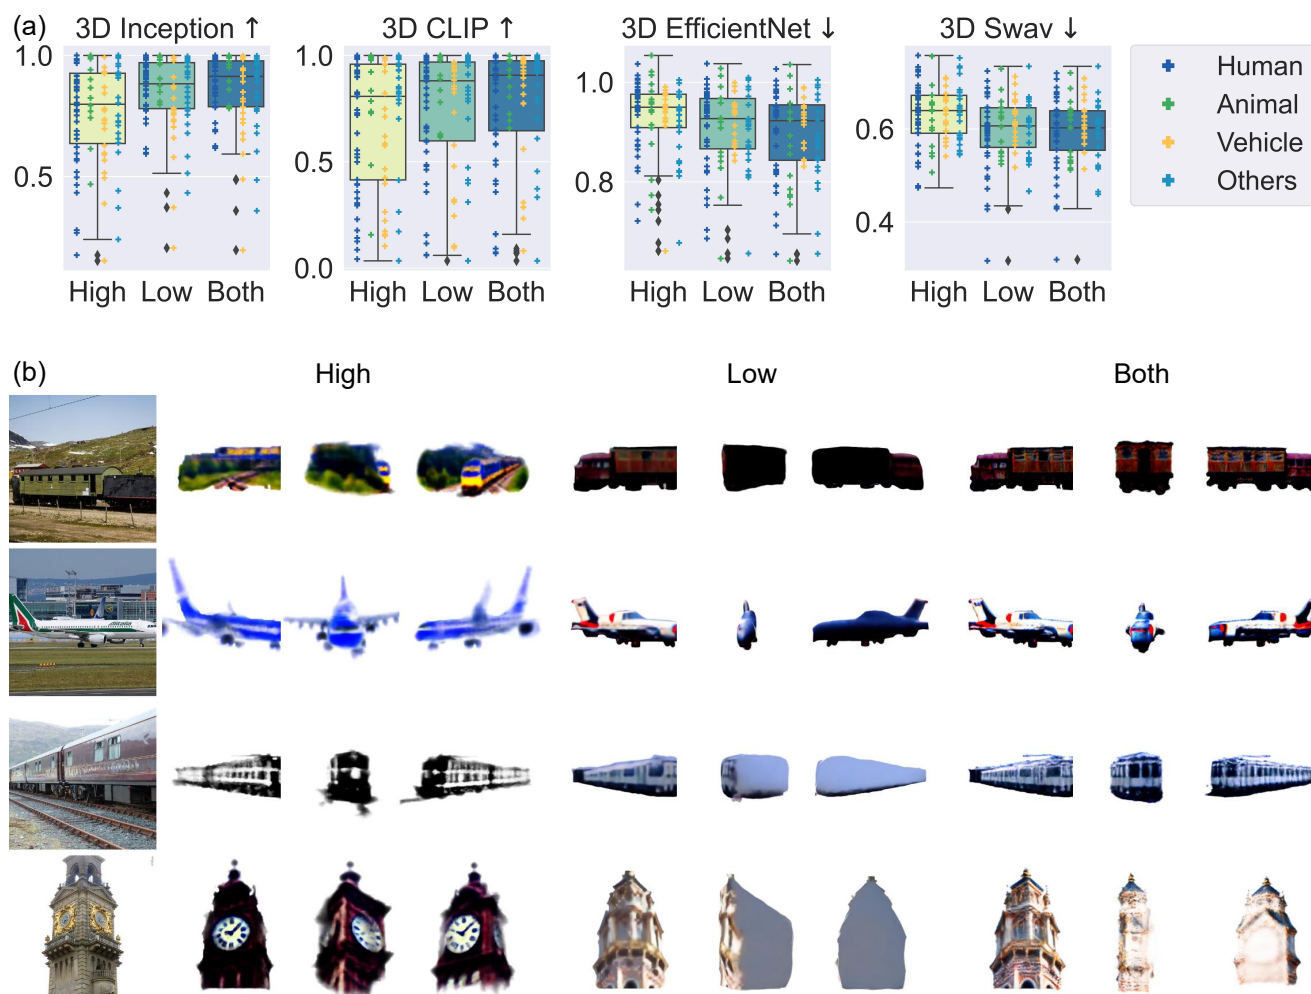 (a)
3D Inception ↑ 3D CLIP ↑ 3D EfficientNet ↓ 3D Swav ↓
1.0 1.0 1.0 0.6 Human
Animal
Vehicle
Others
0.5 0.5 0.8 0.4
0.0
High Low Both High Low Both High Low Both High Low Both
(b)
High Low Both
Alitalia